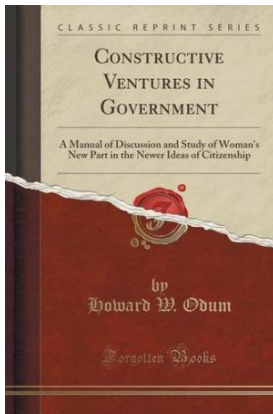 CLASSIC REPRINT SERIES
CONSTRUCTIVE
VENTURES IN
GOVERNMENT
A Manual of Discussion and Study of Woman's
New Part in the Newer Ideas of Citizenship
by
Howard W. Odum
Forgotten Books